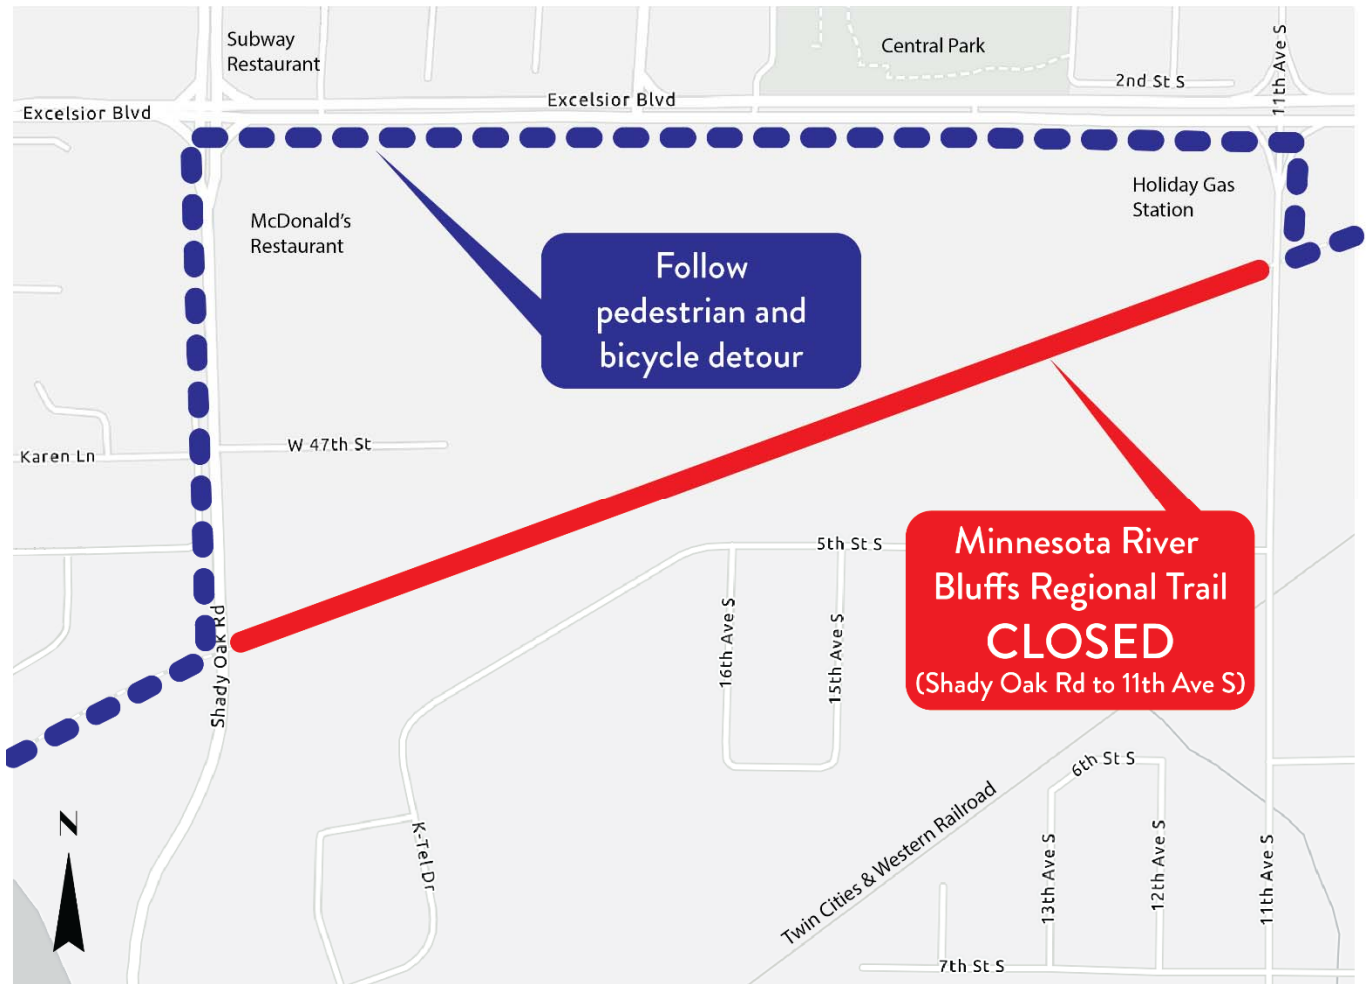 Subway
Restaurant
Central Park
11th Ave S
2nd St S
Excelsior Blvd
Excelsior Blvd
Holiday Gas
Station
McDonald's
Restaurant
Follow
pedestrian and
bicycle detour
W 47th St
Karen Ln
Minnesota River
Bluffs Regional Trail
CLOSED
(Shady Oak Rd to 11th Ave S)
5th St S
16th Ave S
15th Ave S
Shady Oak Rd
6th St S
N
K-Tel Dr
Twin Cities & Western Railroad
13th Ave S
12th Ave S
11th Ave S
7th St S